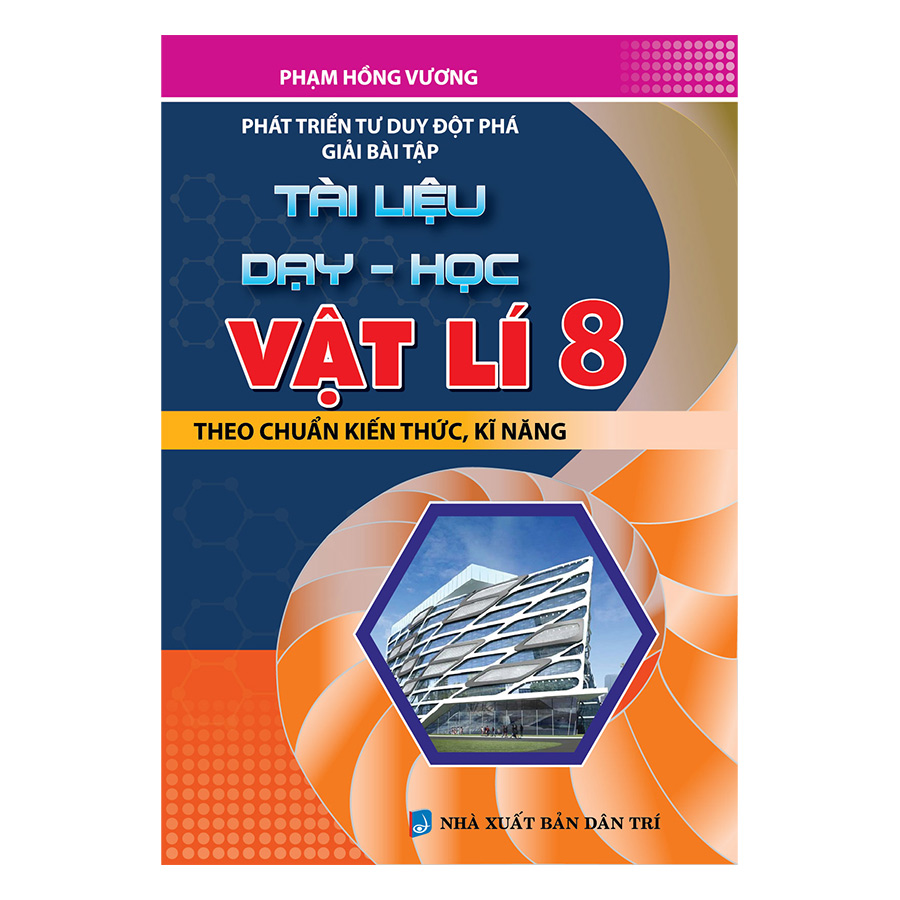 PHẠM HỒNG VƯƠNG
PHÁT TRIỂN TƯ DUY ĐỘT PHÁ
GIẢI BÀI TẬP
TÀI LIỆU
DẠY - HỌC
VẬT LÍ 8
THEO CHUẨN KIẾN THỨC, KĨ NĂNG
NHÀ XUẤT BẢN DÂN TRÍ